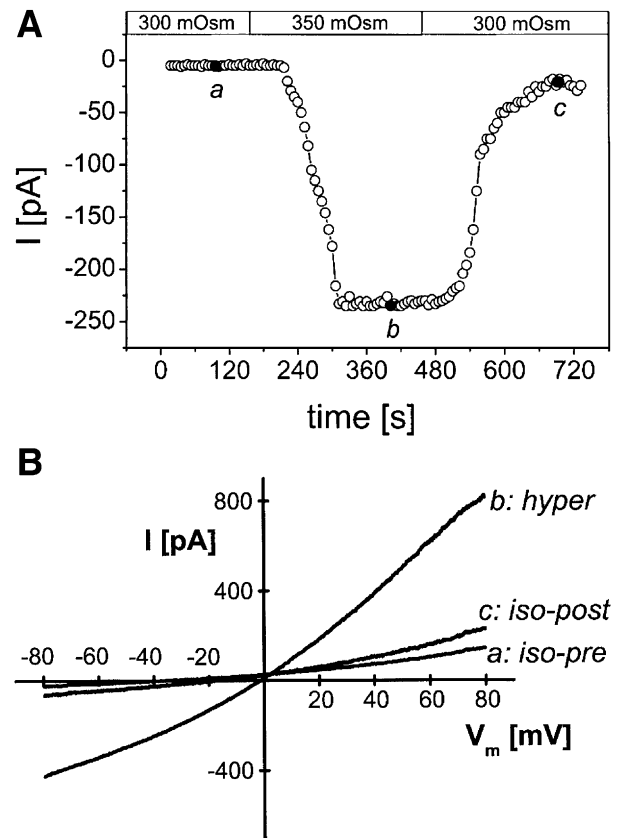 A
300 mOsm 350 mOsm 300 mOsm
0
-50
-100
-150
-200
-250
I [pA]
a
b
c
0 120 240 360 480 600 720
time [s]
B
800
400
-400
I [pA]
b: hyper
c: iso-post
a: iso-pre
-80 -60 -40 -20
20 40 60 80
Vm [mV]